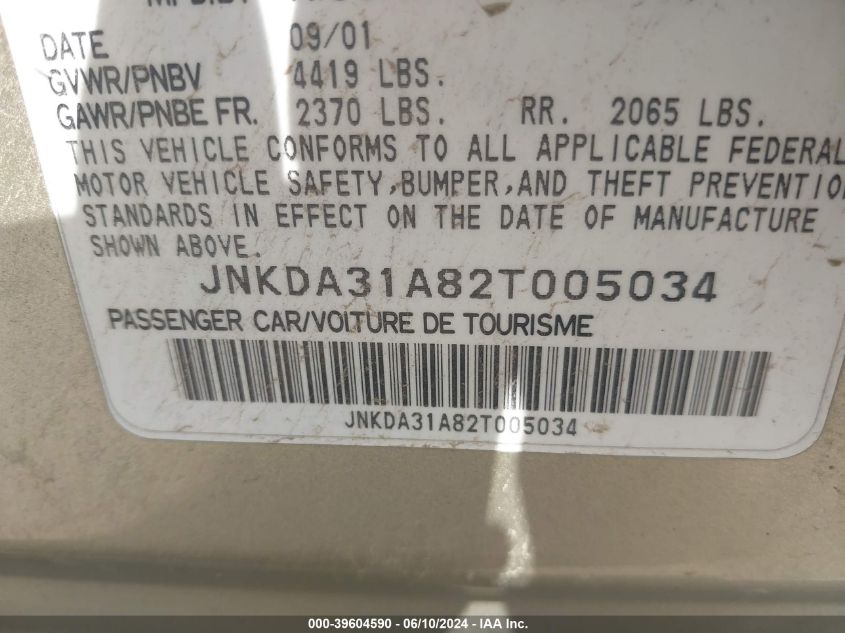 DATE 09/01
GVWR/PNBV 4419 LBS.
GAWR/PNBE FR. 2370 LBS. RR. 2065 LBS.
THIS VEHICLE CONFORMS TO ALL APPLICABLE FEDERAL
MOTOR VEHICLE SAFETY,BUMPER,AND THEFT PREVENTIO
STANDARDS IN EFFECT ON THE DATE OF MANUFACTURE
SHOWN ABOVE.
JNKDA31A82T005034
PASSENGER CAR/VOITURE DE TOURISME
JNKDA31A82T005034
000-39604590 - 06/10/2024 - IAA Inc.